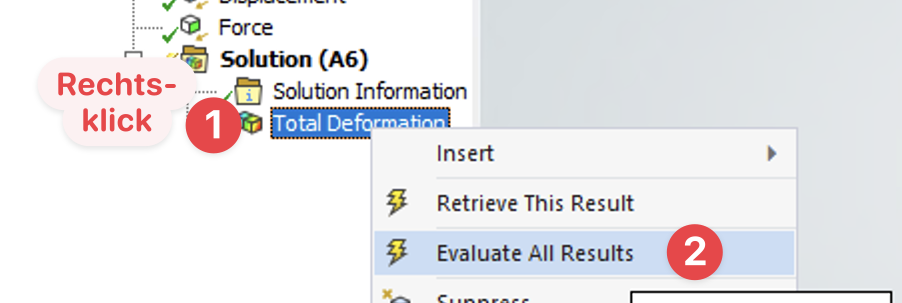 Displacement
Force
Solution (A6)
Rechts-
klick
Solution Information
1
Total Deformation
Insert
Retrieve This Result
Evaluate All Results
2
Suppress